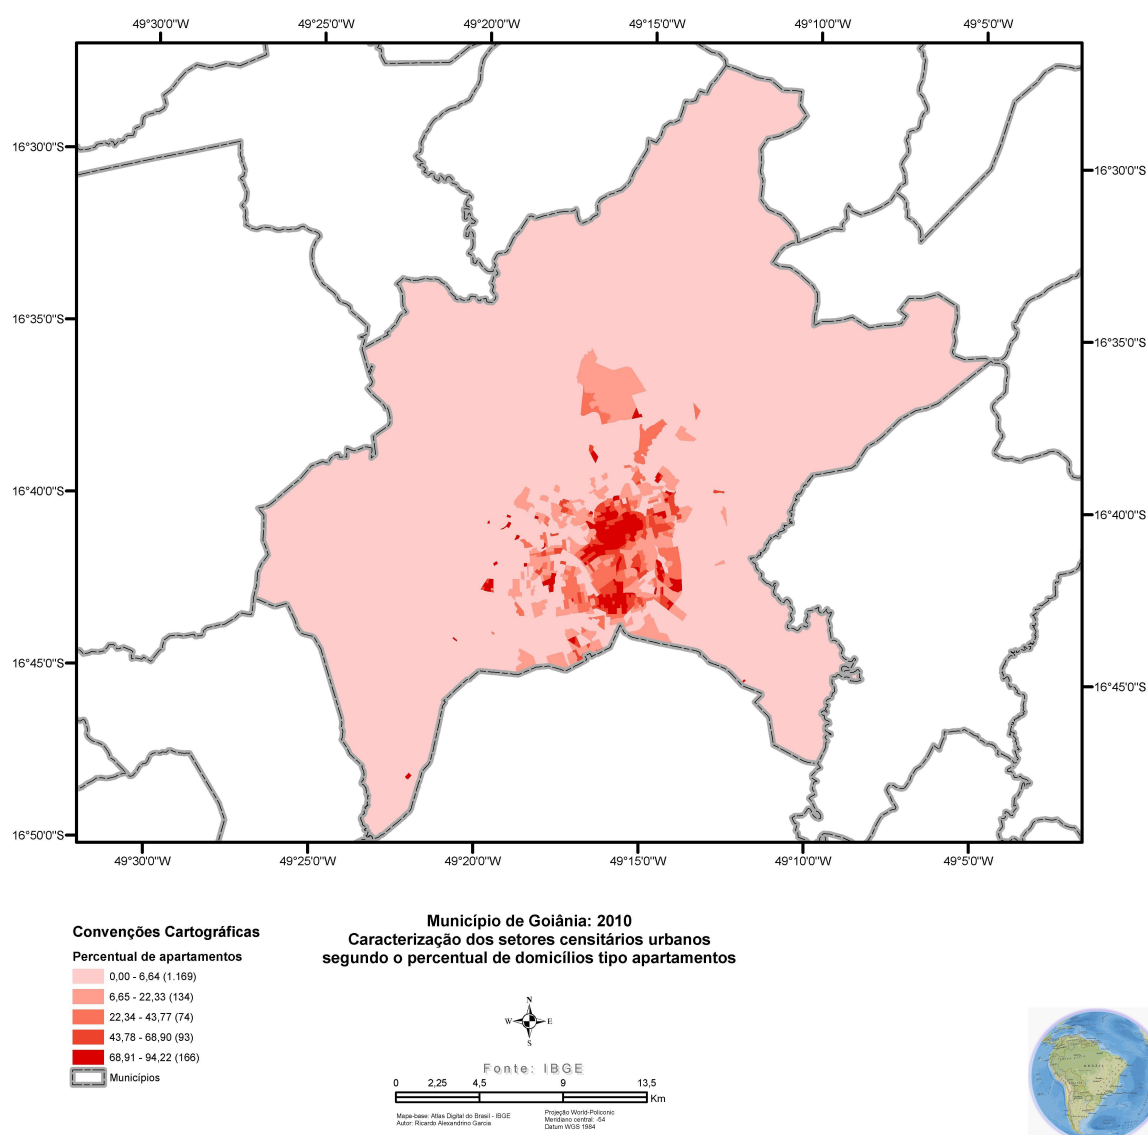 49°30'0"W 49°25'0"W 49°20'0"W 49°15'0"W 49°10'0"W 49°5'0"W
16°30'0"S
16°30'0"S
16°35'0"S
16°35'0"S
16°40'0"S
16°40'0"S
16°45'0"S
16°45'0"S
16°50'0"S
49°30'0"W 49°25'0"W 49°20'0"W 49°15'0"W 49°10'0"W 49°5'0"W
Município de Goiânia: 2010
Caracterização dos setores censitários urbanos
segundo o percentual de domicílios tipo apartamentos
Convenções Cartográficas
Percentual de apartamentos
0,00 - 6,64 (1.169)
6,65 - 22,33 (134)
22,34 - 43,77 (74)
43,78 - 68,90 (93)
68,91 - 94,22 (166)
Municípios
N
W E
S
Fonte: IBGE
0 2,25 4,5 9 13,5
Km
Mapa-base: Atlas Digital do Brasil - IBGE
Autor: Ricardo Alexandrino Garcia
Projeção World-Policonic
Meridiano central: -54
Datum WGS 1984